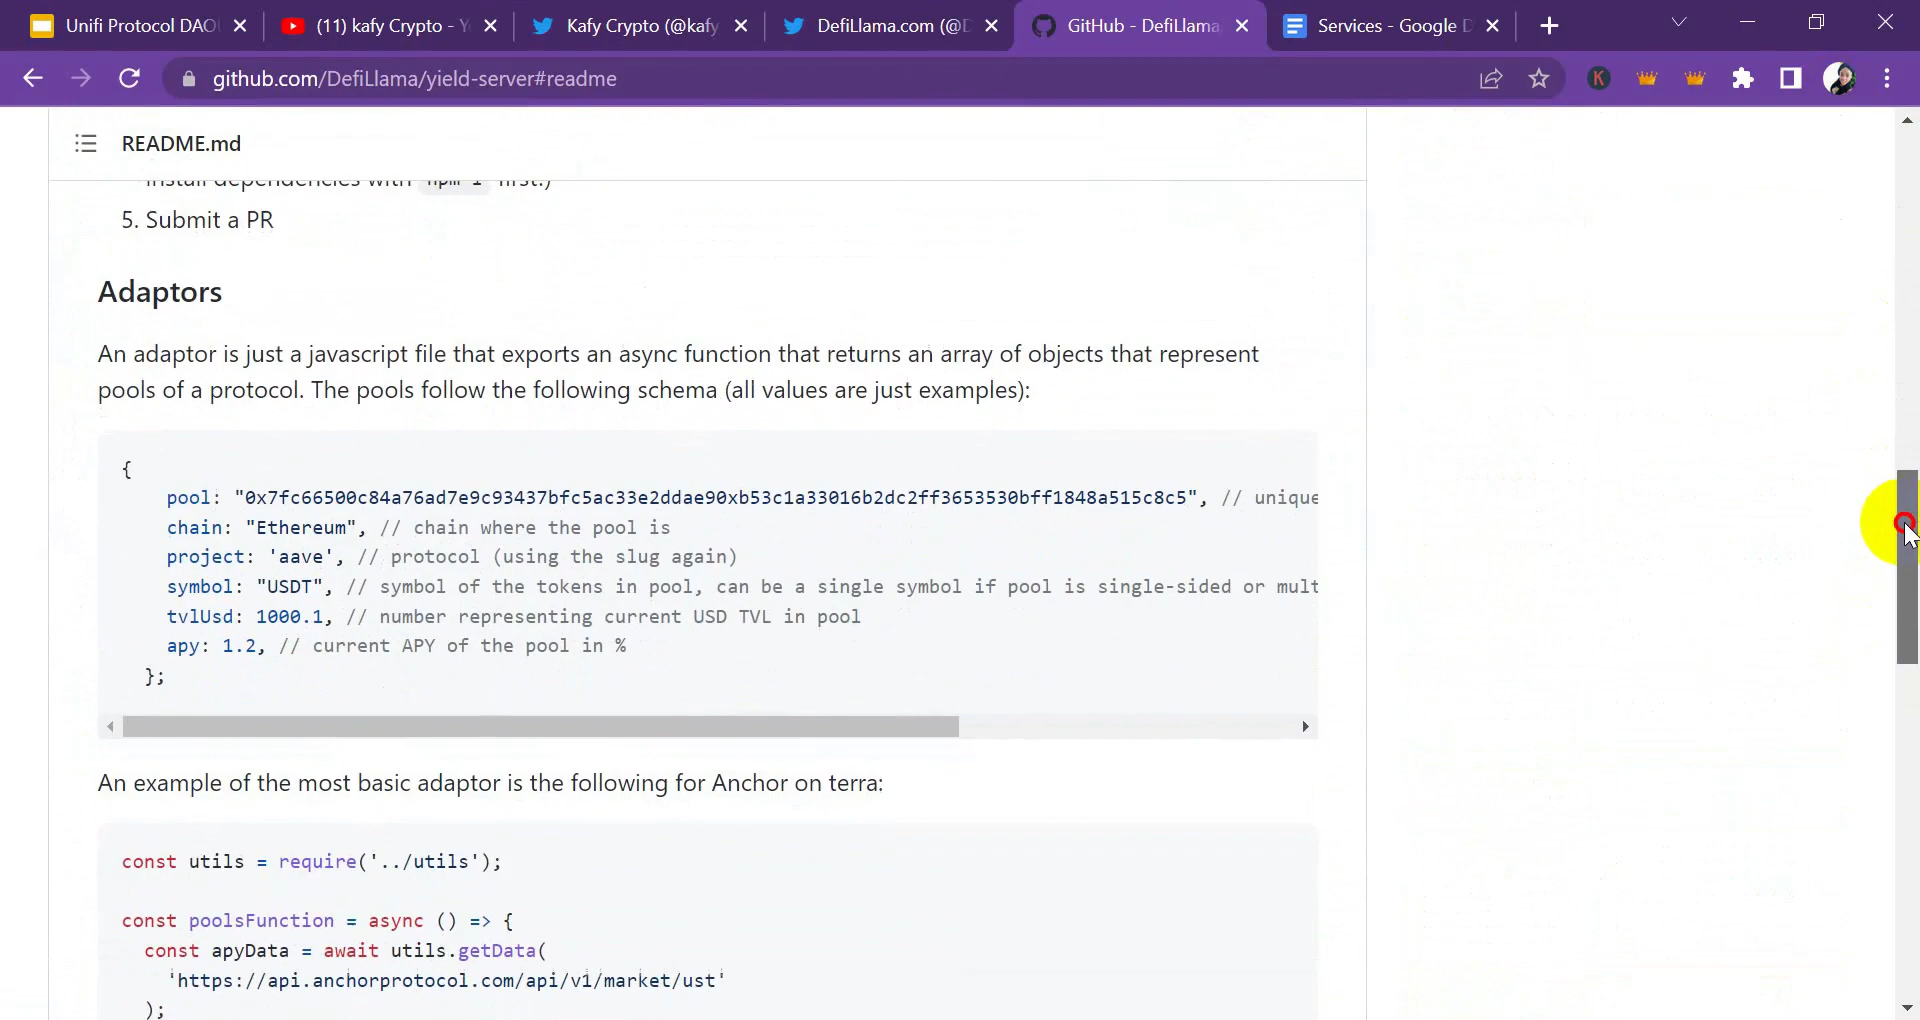 Unifi Protocol DAO
(11) kafy Crypto - Y
Kafy Crypto (@kafy
DefiLlama.com (@D
GitHub - DefiLlama
Services - Google D
github.com/DefiLlama/yield-server#readme
K
README.md
install dependencies with npm i first.)
5. Submit a PR
Adaptors
An adaptor is just a javascript file that exports an async function that returns an array of objects that represent
pools of a protocol. The pools follow the following schema (all values are just examples):
{
pool: "0x7fc66500c84a76ad7e9c93437bfc5ac33e2ddae90xb53c1a33016b2dc2ff3653530bff1848a515c8c5", // unique
chain: "Ethereum", // chain where the pool is
project: 'aave', // protocol (using the slug again)
symbol: "USDT", // symbol of the tokens in pool, can be a single symbol if pool is single-sided or mult
tvlUsd: 1000.1, // number representing current USD TVL in pool
apy: 1.2, // current APY of the pool in %
};
An example of the most basic adaptor is the following for Anchor on terra:
const utils = require('../utils');
const poolsFunction = async () => {
const apyData = await utils.getData(
'https://api.anchorprotocol.com/api/v1/market/ust'
);